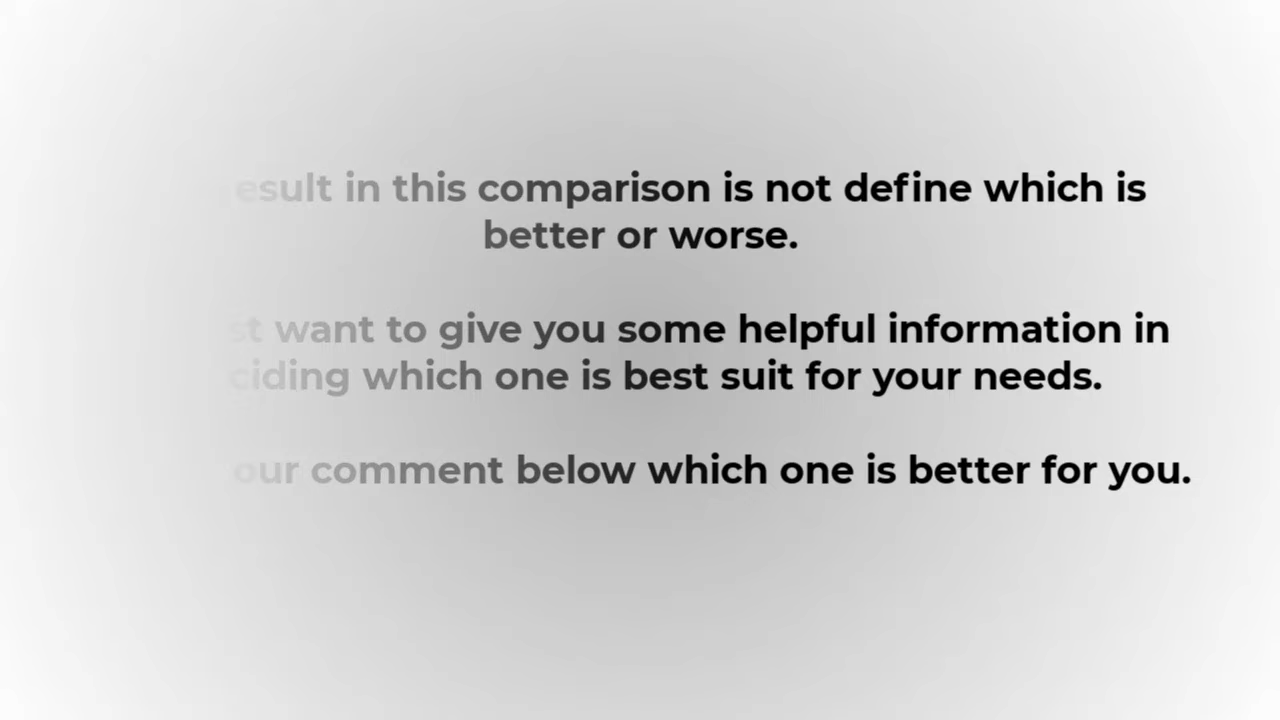 esult in this comparison is not define which is
better or worse.
st want to give you some helpful information in
ciding which one is best suit for your needs.
our comment below which one is better for you.